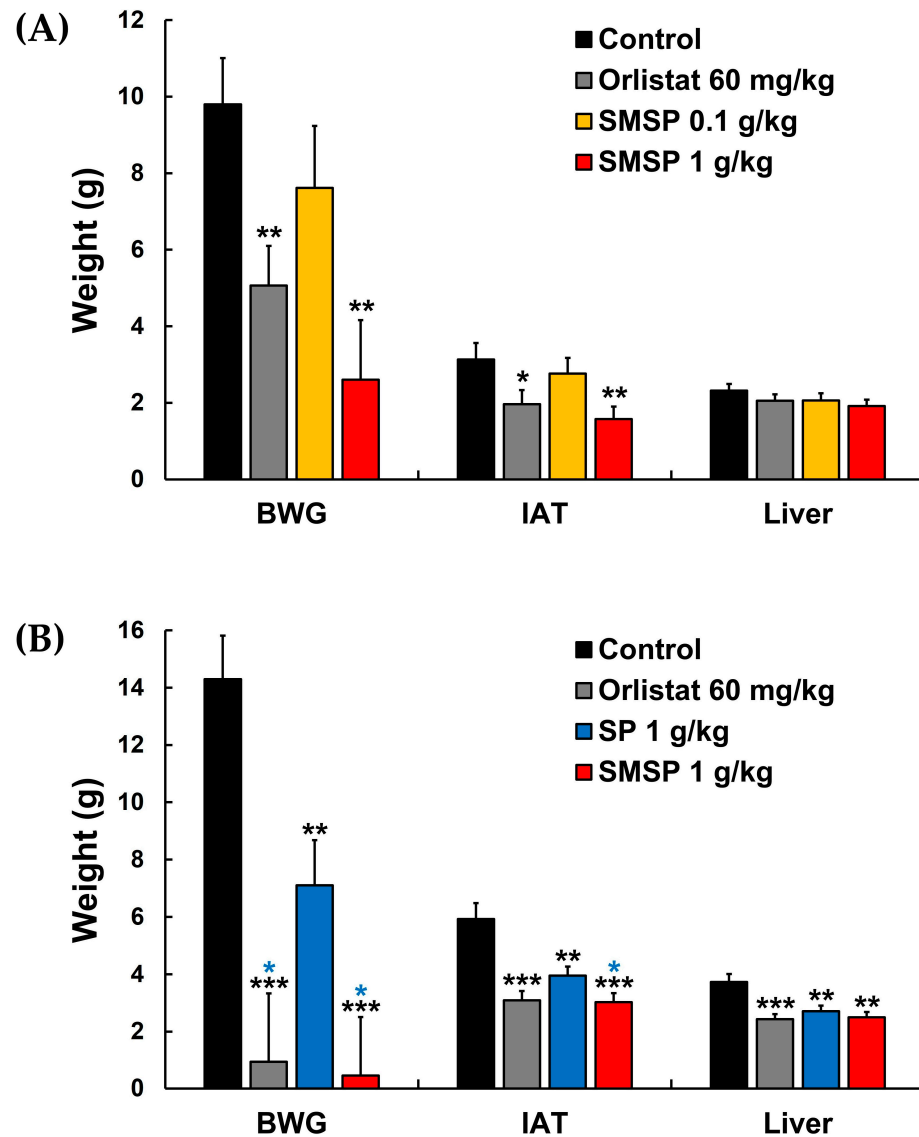 (A)
Weight (g)
12
10
8
6
4
2
0
Control
Orlistat 60 mg/kg
SMSP 0.1 g/kg
SMSP 1 g/kg
**
**
*
**
BWG
IAT
Liver
(B)
Weight (g)
16
14
12
10
8
6
4
2
0
Control
Orlistat 60 mg/kg
SP 1 g/kg
SMSP 1 g/kg
*
***
**
*
***
***
**
*
***
***
**
**
BWG
IAT
Liver